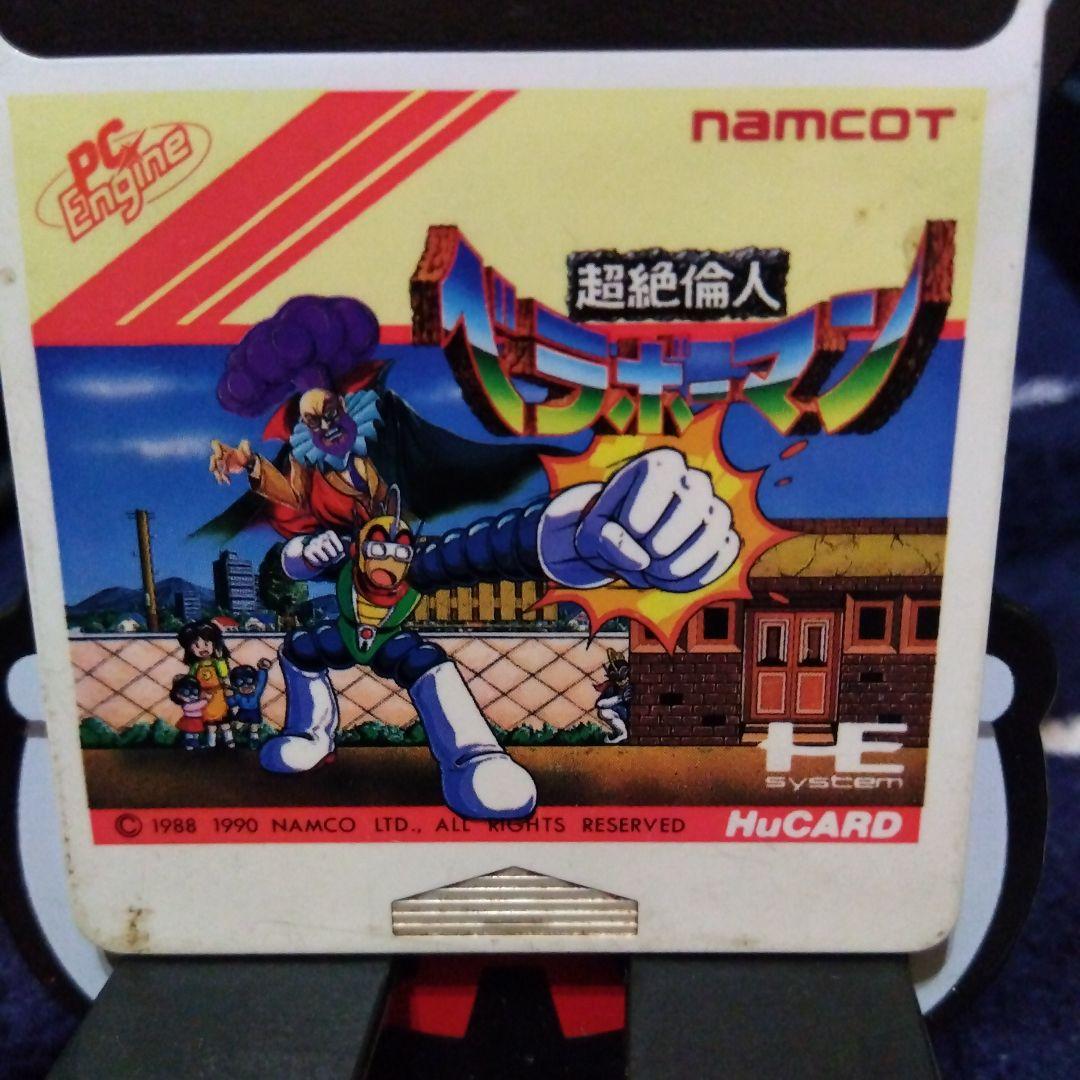 PC Engine
namcot
超絶倫人
ベラボーマン
HE system
© 1988 1990 NAMCO LTD., ALL RIGHTS RESERVED
HuCARD